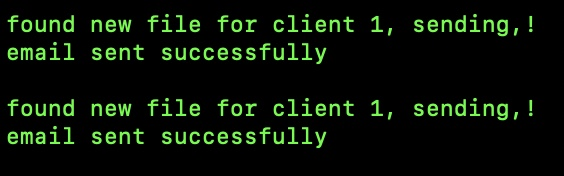 found new file for client 1, sending,!
email sent successfully
found new file for client 1, sending,!
email sent successfully